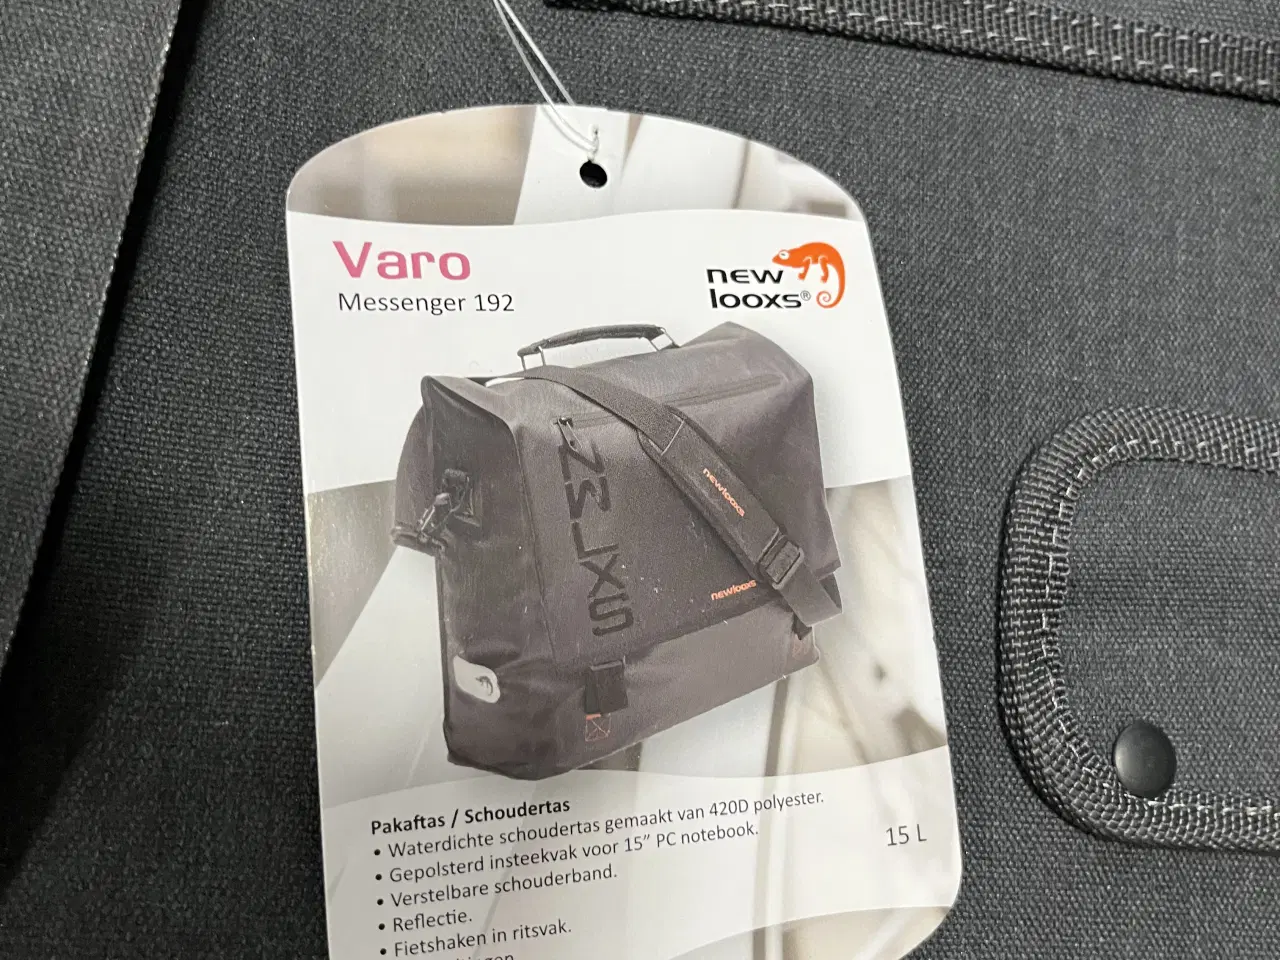 Varo
Messenger 192
new
looxs®
NWLXS
newlooxs
newlooxs
Pakaftas / Schoudertas
• Waterdichte schoudertas gemaakt van 420D polyester.
• Gepolsterd insteekvak voor 15” PC notebook.
• Verstelbare schouderband.
• Reflectie.
• Fietshaken in ritsvak.
15 L